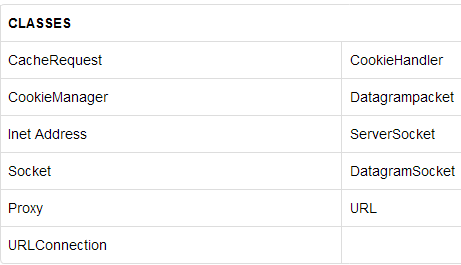 CLASSES
CacheRequest CookieHandler
CookieManager Datagrampacket
Inet Address ServerSocket
Socket DatagramSocket
Proxy URL
URLConnection